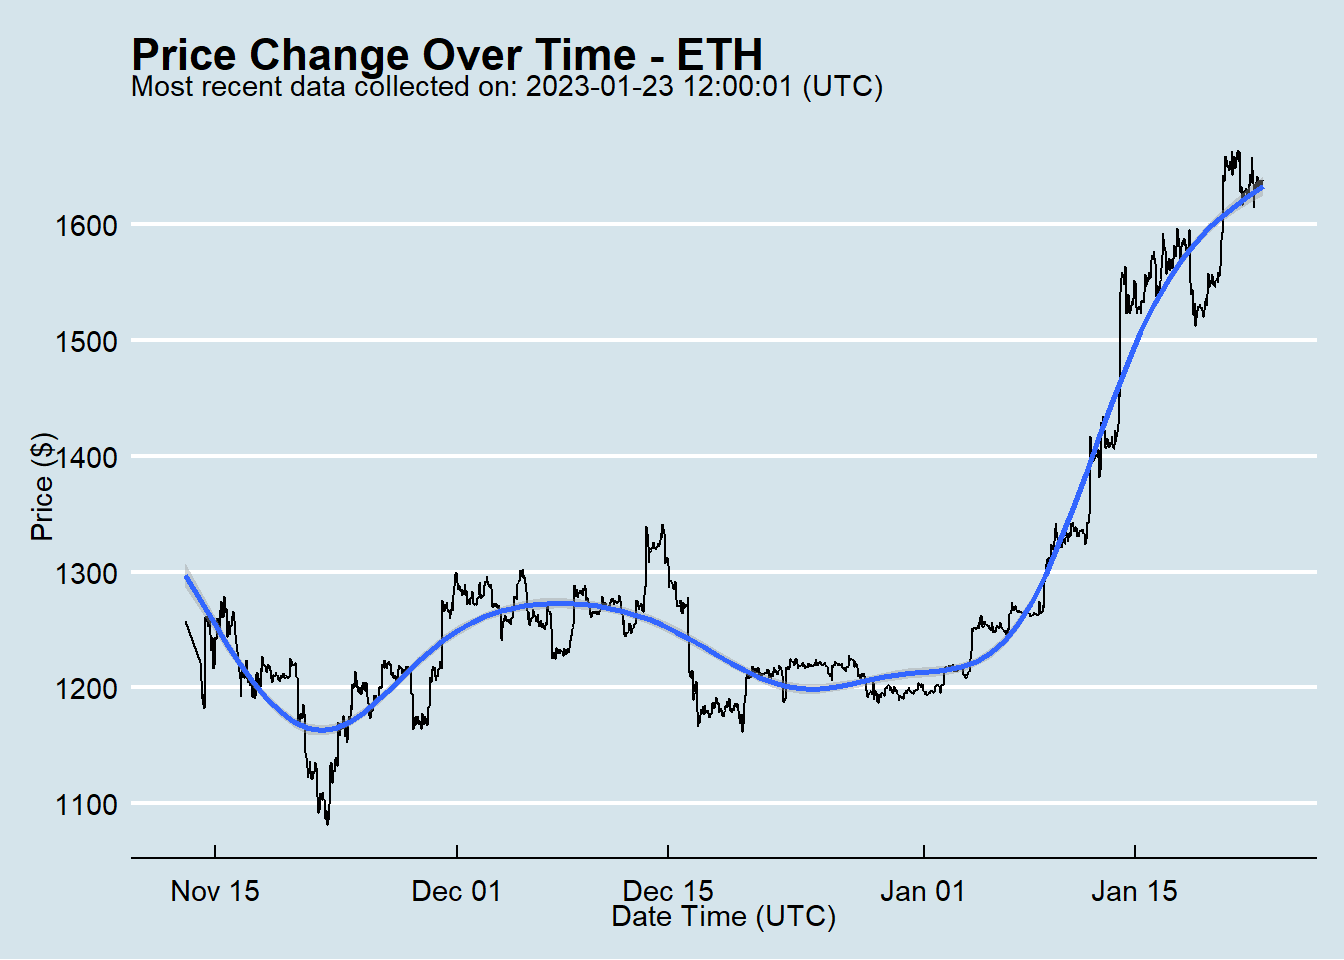 Price Change Over Time - ETH
Most recent data collected on: 2023-01-23 12:00:01 (UTC)
1600
1500
1400
1300
1200
1100
Price ($)
Nov 15
Dec 01
Dec 15
Jan 01
Jan 15
Date Time (UTC)